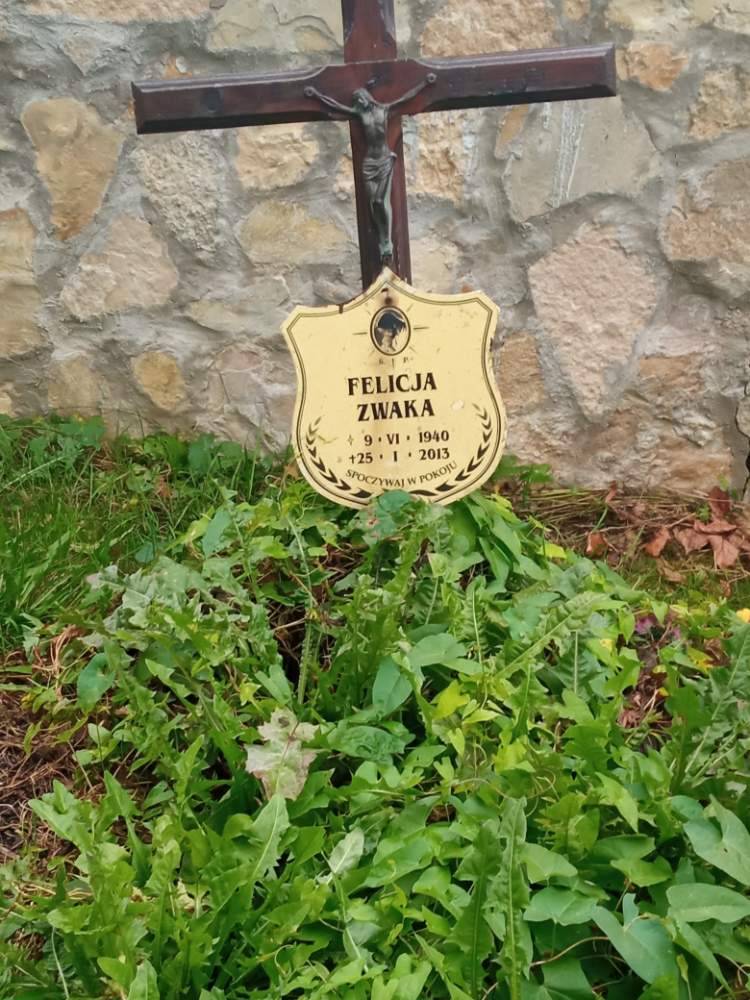 FELICJA
ZWAKA
9 · VI · 1940
+25 · I · 2013
SPOCZYWAJ W POKOJU